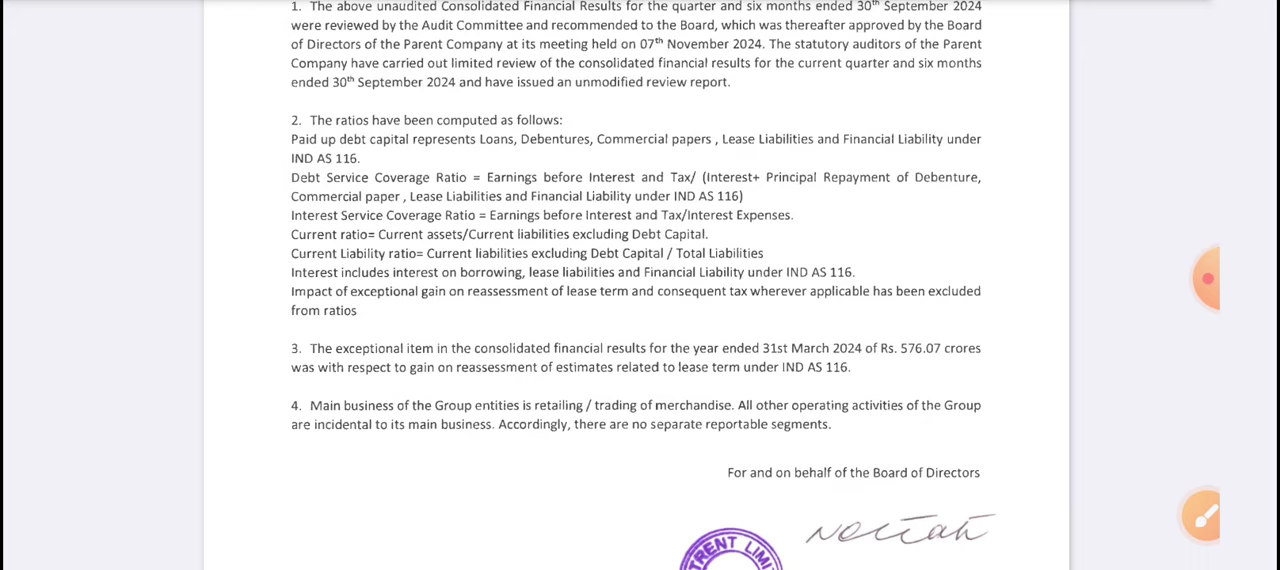 1. The above unaudited Consolidated Financial Results for the quarter and six months ended 30th September 2024
were reviewed by the Audit Committee and recommended to the Board, which was thereafter approved by the Board
of Directors of the Parent Company at its meeting held on 07th November 2024. The statutory auditors of the Parent
Company have carried out limited review of the consolidated financial results for the current quarter and six months
ended 30th September 2024 and have issued an unmodified review report.
2. The ratios have been computed as follows:
Paid up debt capital represents Loans, Debentures, Commercial papers , Lease Liabilities and Financial Liability under
IND AS 116.
Debt Service Coverage Ratio = Earnings before Interest and Tax/ (Interest+ Principal Repayment of Debenture,
Commercial paper , Lease Liabilities and Financial Liability under IND AS 116)
Interest Service Coverage Ratio = Earnings before Interest and Tax/Interest Expenses.
Current ratio= Current assets/Current liabilities excluding Debt Capital.
Current Liability ratio= Current liabilities excluding Debt Capital / Total Liabilities
Interest includes interest on borrowing, lease liabilities and Financial Liability under IND AS 116.
Impact of exceptional gain on reassessment of lease term and consequent tax wherever applicable has been excluded
from ratios
3. The exceptional item in the consolidated financial results for the year ended 31st March 2024 of Rs. 576.07 crores
was with respect to gain on reassessment of estimates related to lease term under IND AS 116.
4. Main business of the Group entities is retailing / trading of merchandise. All other operating activities of the Group
are incidental to its main business. Accordingly, there are no separate reportable segments.
For and on behalf of the Board of Directors
TRENT LIMI